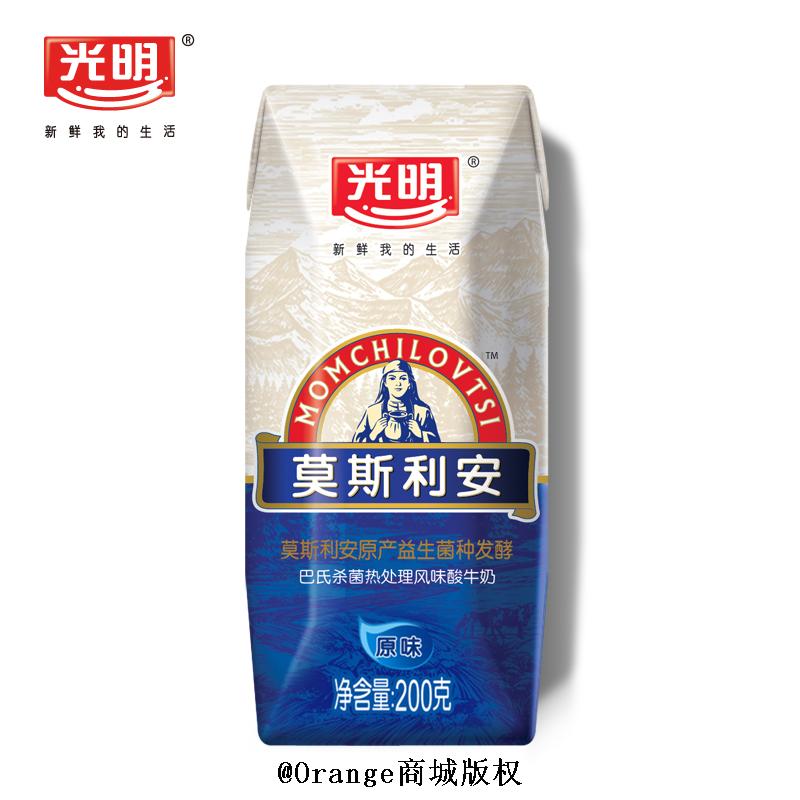 光明®
新鲜我的生活
光明®
新鲜我的生活
MOMCHILOVTSI™
莫斯利安
莫斯利安原产益生菌种发酵
巴氏杀菌热处理风味酸牛奶
原味
净含量:200克
@Orange商城版权